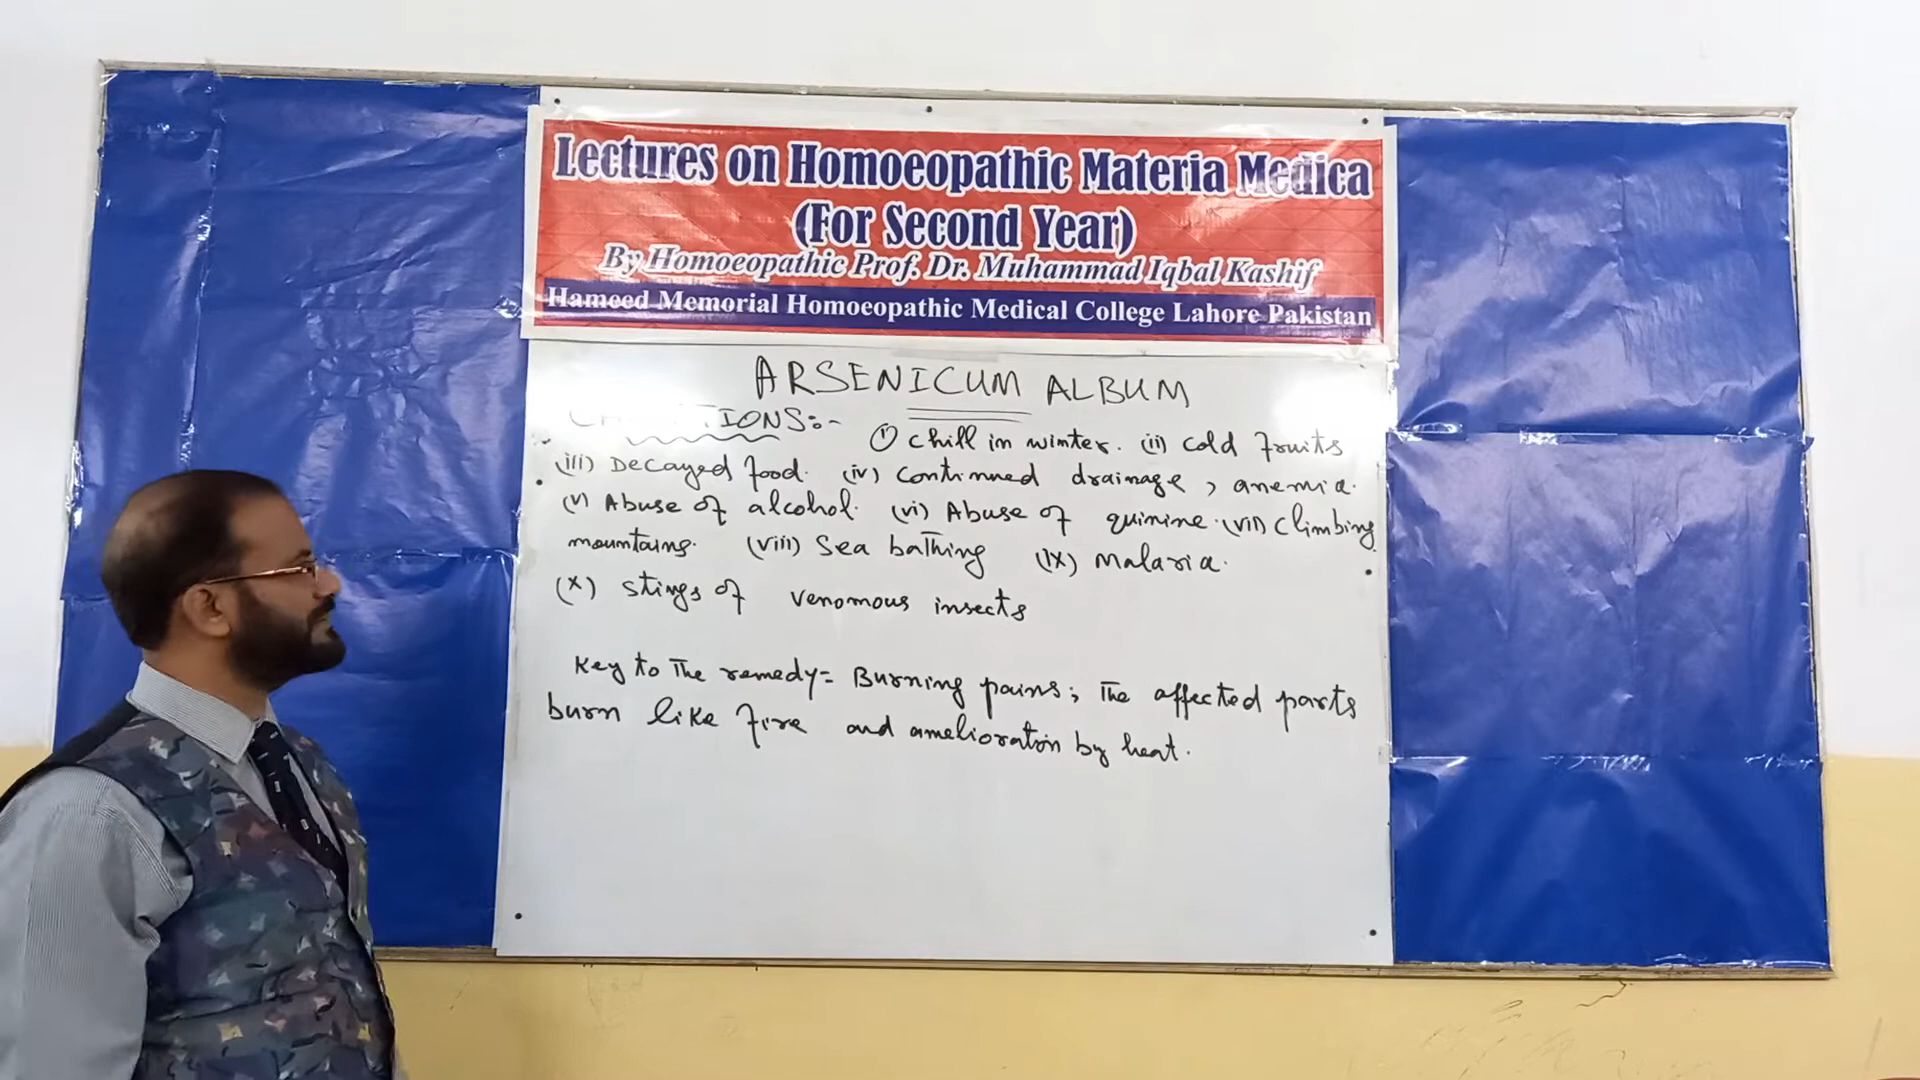 Lectures on Homoeopathic Materia Medica
(For Second Year)
By Homoeopathic Prof. Dr. Muhammad Iqbal Kashif
Hameed Memorial Homoeopathic Medical College Lahore Pakistan
ARSENICUM ALBUM
(i) chill in winter. (ii) cold fruits
(iii) Decayed food. (iv) continued drainage, anemia.
(v) Abuse of alcohol. (vi) Abuse of quinine. (vii) climbing
mountains. (viii) Sea bathing (ix) malaria.
(x) stings of venomous insects
Key to The remedy = Burning pains; The affected parts
burn like fire and amelioration by heat.